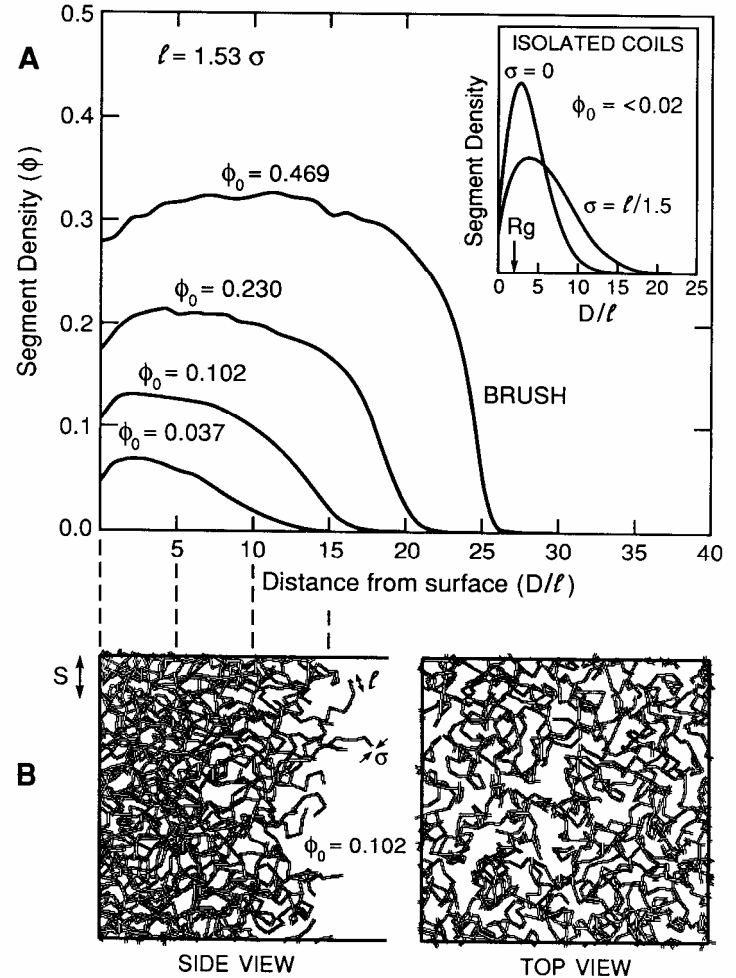 A
0.5
0.4
0.3
0.2
0.1
0.0
Segment Density (ϕ)
ℓ = 1.53 σ
ϕ₀ = 0.469
ϕ₀ = 0.230
ϕ₀ = 0.102
ϕ₀ = 0.037
BRUSH
ISOLATED COILS
σ = 0
ϕ₀ = <0.02
σ = ℓ/1.5
Rg
Segment Density
0 5 10 15 20 25
D/ℓ
5 10 15 20 25 30 35 40
Distance from surface (D/ℓ)
B
S
ℓ
σ
ϕ₀ = 0.102
SIDE VIEW
TOP VIEW